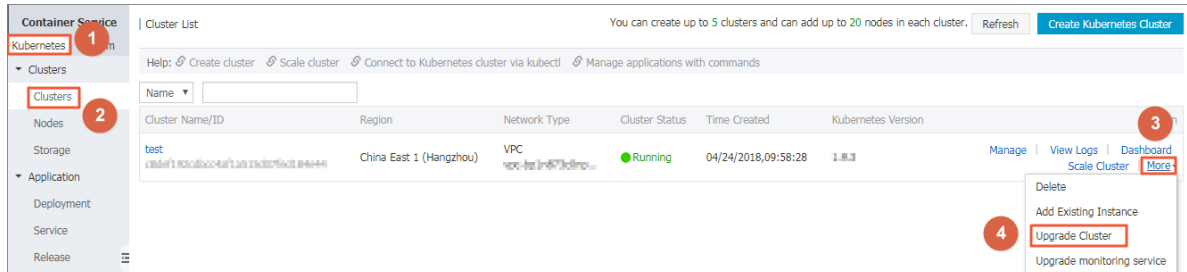 Container Service
Kubernetes
1
Clusters
Clusters
2
Nodes
Storage
Application
Deployment
Service
Release
Cluster List
You can create up to 5 clusters and can add up to 20 nodes in each cluster.
Refresh
Create Kubernetes Cluster
Help: Create cluster Scale cluster Connect to Kubernetes cluster via kubectl Manage applications with commands
Name
Cluster Name/ID Region Network Type Cluster Status Time Created Kubernetes Version
3
test
China East 1 (Hangzhou)
VPC
Running
04/24/2018,09:58:28
Manage View Logs Dashboard
Scale Cluster More
Delete
Add Existing Instance
4
Upgrade Cluster
Upgrade monitoring service